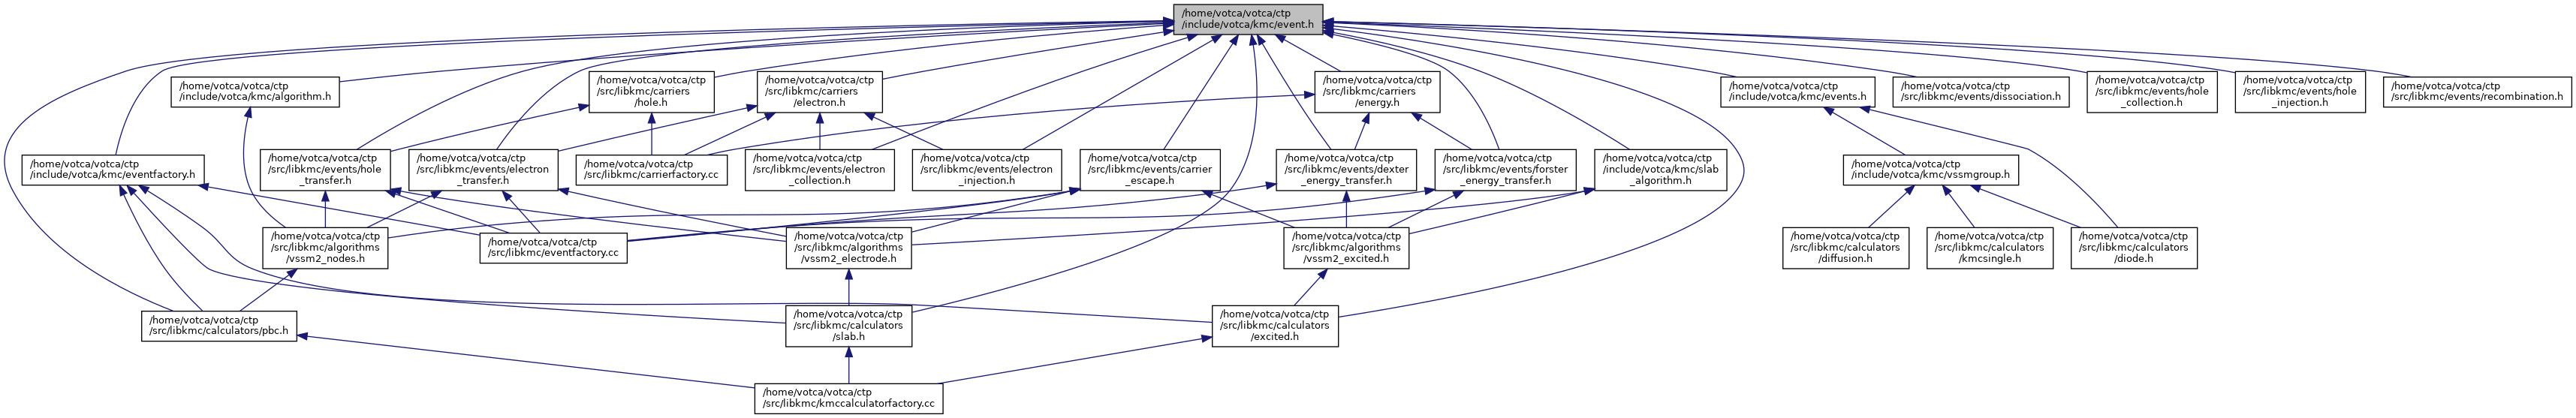 /home/votca/votca/ctp
/include/votca/kmc/event.h
/home/votca/votca/ctp
/include/votca/kmc/algorithm.h
/home/votca/votca/ctp
/src/libkmc/carriers
/hole.h
/home/votca/votca/ctp
/src/libkmc/carriers
/electron.h
/home/votca/votca/ctp
/src/libkmc/carriers
/energy.h
/home/votca/votca/ctp
/include/votca/kmc/events.h
/home/votca/votca/ctp
/src/libkmc/events/dissociation.h
/home/votca/votca/ctp
/src/libkmc/events/hole
_collection.h
/home/votca/votca/ctp
/src/libkmc/events/hole
_injection.h
/home/votca/votca/ctp
/src/libkmc/events/recombination.h
/home/votca/votca/ctp
/include/votca/kmc/eventfactory.h
/home/votca/votca/ctp
/src/libkmc/events/hole
_transfer.h
/home/votca/votca/ctp
/src/libkmc/events/electron
_transfer.h
/home/votca/votca/ctp
/src/libkmc/carrierfactory.cc
/home/votca/votca/ctp
/src/libkmc/events/electron
_collection.h
/home/votca/votca/ctp
/src/libkmc/events/electron
_injection.h
/home/votca/votca/ctp
/src/libkmc/events/carrier
_escape.h
/home/votca/votca/ctp
/src/libkmc/events/dexter
_energy_transfer.h
/home/votca/votca/ctp
/src/libkmc/events/forster
_energy_transfer.h
/home/votca/votca/ctp
/include/votca/kmc/slab
_algorithm.h
/home/votca/votca/ctp
/include/votca/kmc/vssmgroup.h
/home/votca/votca/ctp
/src/libkmc/algorithms
/vssm2_nodes.h
/home/votca/votca/ctp
/src/libkmc/eventfactory.cc
/home/votca/votca/ctp
/src/libkmc/algorithms
/vssm2_electrode.h
/home/votca/votca/ctp
/src/libkmc/algorithms
/vssm2_excited.h
/home/votca/votca/ctp
/src/libkmc/calculators
/diffusion.h
/home/votca/votca/ctp
/src/libkmc/calculators
/kmcsingle.h
/home/votca/votca/ctp
/src/libkmc/calculators
/diode.h
/home/votca/votca/ctp
/src/libkmc/calculators/pbc.h
/home/votca/votca/ctp
/src/libkmc/calculators
/slab.h
/home/votca/votca/ctp
/src/libkmc/calculators
/excited.h
/home/votca/votca/ctp
/src/libkmc/kmccalculatorfactory.cc